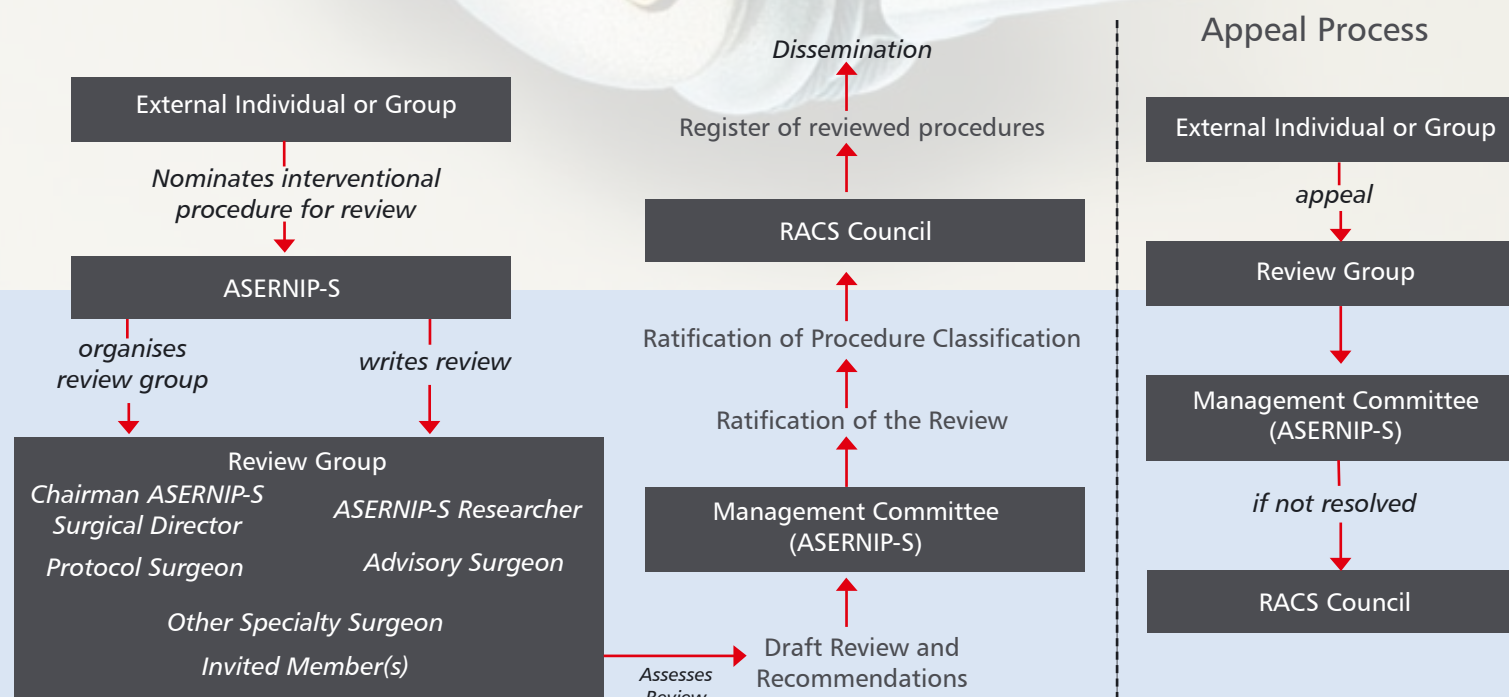 External Individual or Group
Nominates interventional
procedure for review
ASERNIP-S
organises
review group
writes review
Review Group
Chairman ASERNIP-S
Surgical Director
ASERNIP-S Researcher
Protocol Surgeon
Advisory Surgeon
Other Specialty Surgeon
Invited Member(s)
Assesses
Review
Draft Review and
Recommendations
Management Committee
(ASERNIP-S)
Ratification of the Review
Ratification of Procedure Classification
RACS Council
Register of reviewed procedures
Dissemination
Appeal Process
External Individual or Group
appeal
Review Group
Management Committee
(ASERNIP-S)
if not resolved
RACS Council